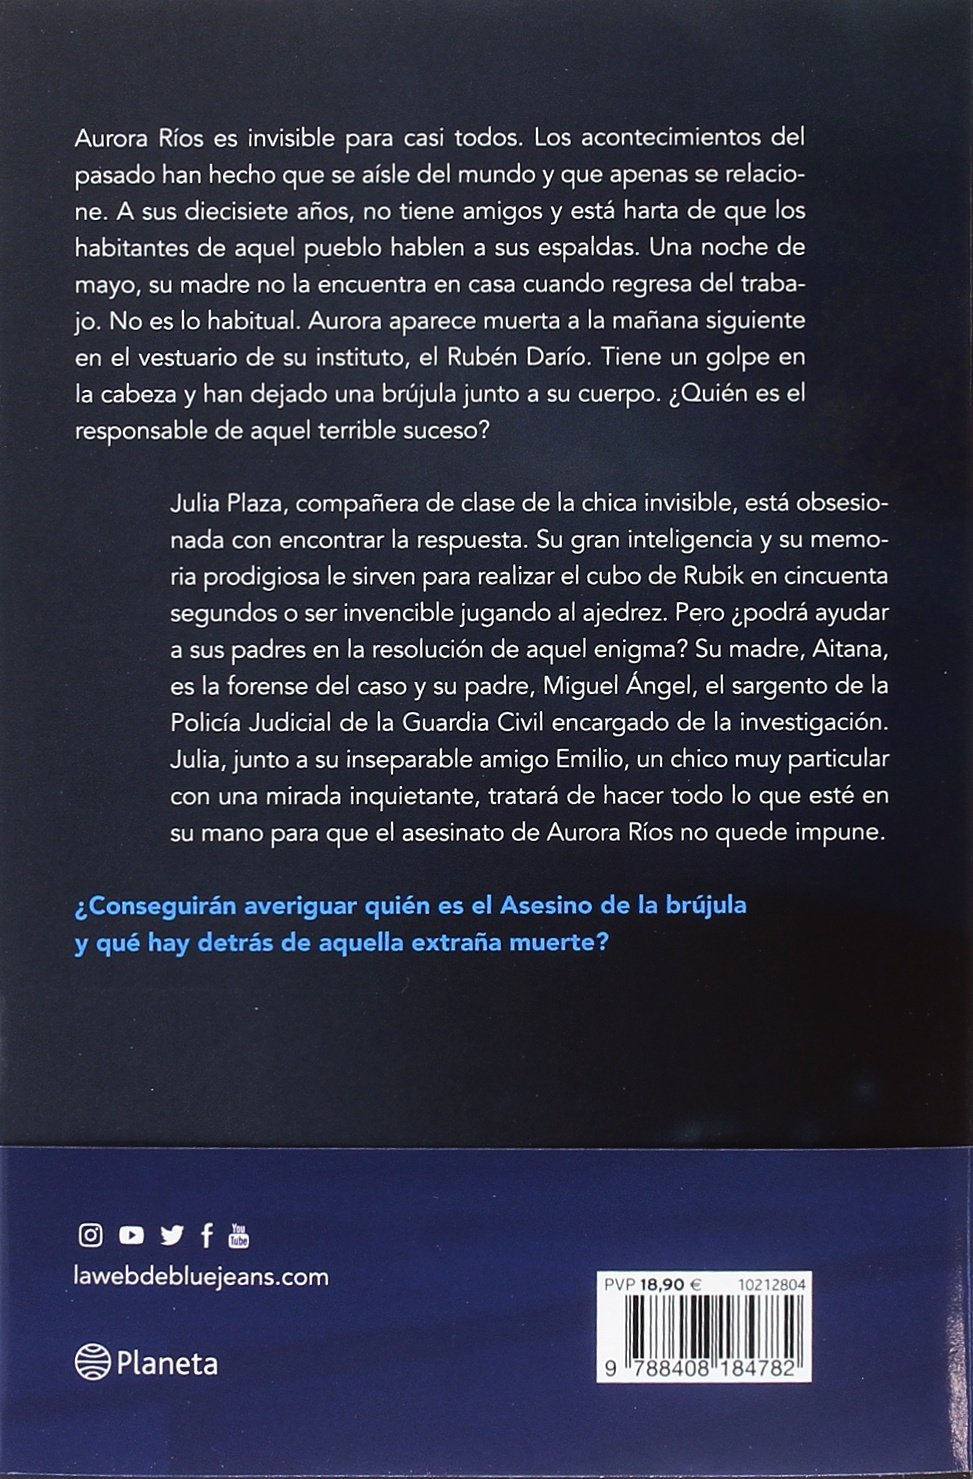 Aurora Ríos es invisible para casi todos. Los acontecimientos del
pasado han hecho que se aísle del mundo y que apenas se relacio-
ne. A sus diecisiete años, no tiene amigos y está harta de que los
habitantes de aquel pueblo hablen a sus espaldas. Una noche de
mayo, su madre no la encuentra en casa cuando regresa del traba-
jo. No es lo habitual. Aurora aparece muerta a la mañana siguiente
en el vestuario de su instituto, el Rubén Darío. Tiene un golpe en
la cabeza y han dejado una brújula junto a su cuerpo. ¿Quién es el
responsable de aquel terrible suceso?
Julia Plaza, compañera de clase de la chica invisible, está obsesio-
nada con encontrar la respuesta. Su gran inteligencia y su memo-
ria prodigiosa le sirven para realizar el cubo de Rubik en cincuenta
segundos o ser invencible jugando al ajedrez. Pero ¿podrá ayudar
a sus padres en la resolución de aquel enigma? Su madre, Aitana,
es la forense del caso y su padre, Miguel Ángel, el sargento de la
Policía Judicial de la Guardia Civil encargado de la investigación.
Julia, junto a su inseparable amigo Emilio, un chico muy particular
con una mirada inquietante, tratará de hacer todo lo que esté en
su mano para que el asesinato de Aurora Ríos no quede impune.
¿Conseguirán averiguar quién es el Asesino de la brújula
y qué hay detrás de aquella extraña muerte?
You
Tube
lawebdebluejeans.com
Planeta
PVP 18,90 € 10212804
9 788408 184782